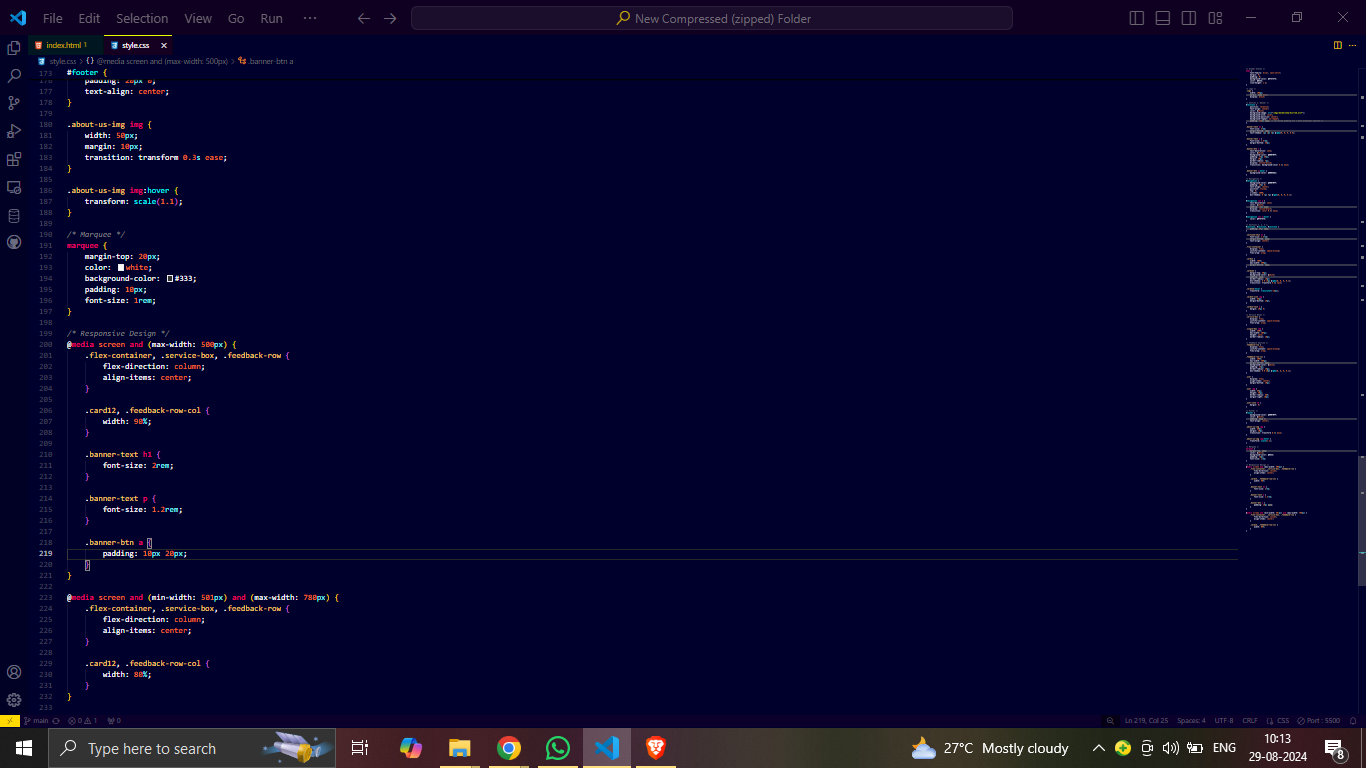 File Edit Selection View Go Run ··· New Compressed (zipped) Folder
index.html 1 style.css
style.css > {} @media screen and (max-width: 500px) > .banner-btn a
173 #footer {
176 padding: 20px 0;
177 text-align: center;
178 }
179
180 .about-us-img img {
181 width: 50px;
182 margin: 10px;
183 transition: transform 0.3s ease;
184 }
185
186 .about-us-img img:hover {
187 transform: scale(1.1);
188 }
189
190 /* Marquee */
191 marquee {
192 margin-top: 20px;
193 color: white;
194 background-color: #333;
195 padding: 10px;
196 font-size: 1rem;
197 }
198
199 /* Responsive Design */
200 @media screen and (max-width: 500px) {
201 .flex-container, .service-box, .feedback-row {
202 flex-direction: column;
203 align-items: center;
204 }
205
206 .card12, .feedback-row-col {
207 width: 90%;
208 }
209
210 .banner-text h1 {
211 font-size: 2rem;
212 }
213
214 .banner-text p {
215 font-size: 1.2rem;
216 }
217
218 .banner-btn a {
219 padding: 10px 20px;
220 }
221 }
222
223 @media screen and (min-width: 501px) and (max-width: 780px) {
224 .flex-container, .service-box, .feedback-row {
225 flex-direction: column;
226 align-items: center;
227 }
228
229 .card12, .feedback-row-col {
230 width: 80%;
231 }
232 }
233
main 0 1 0 Ln 219, Col 25 Spaces: 4 UTF-8 CRLF {} CSS Port : 5500
Type here to search 27°C Mostly cloudy ENG 10:13
29-08-2024 8